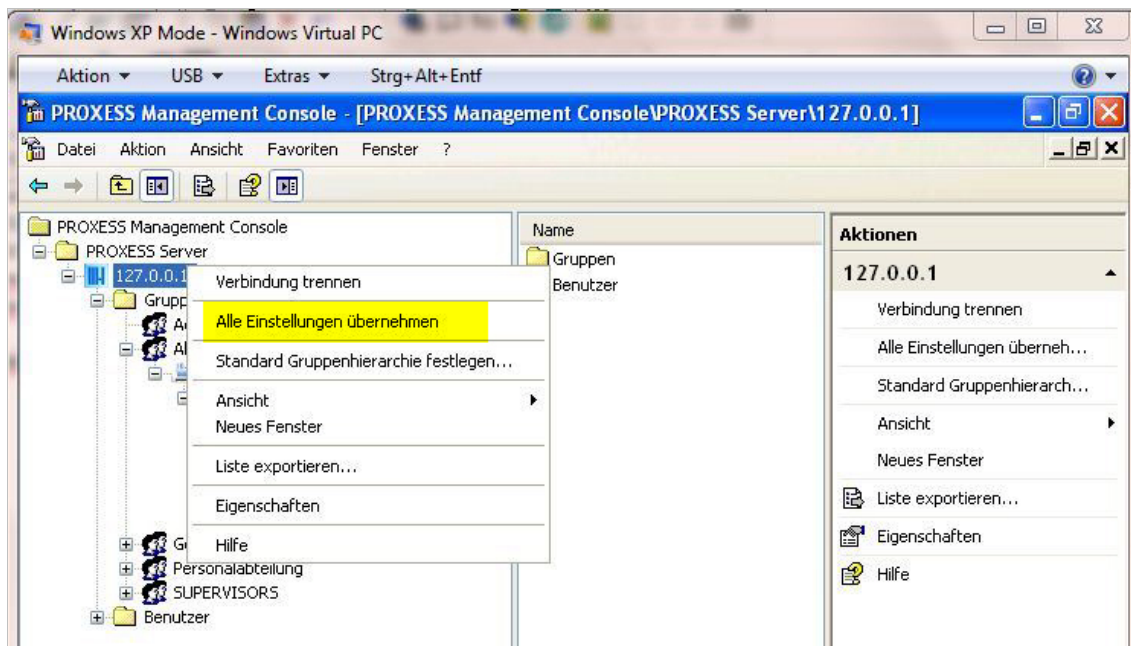 Windows XP Mode - Windows Virtual PC
Aktion USB Extras Strg+Alt+Entf
PROXESS Management Console - [PROXESS Management Console\PROXESS Server\127.0.0.1]
Datei Aktion Ansicht Favoriten Fenster ?
PROXESS Management Console
PROXESS Server
127.0.0.1
Verbindung trennen
Alle Einstellungen übernehmen
Standard Gruppenhierarchie festlegen...
Ansicht
Neues Fenster
Liste exportieren...
Eigenschaften
Hilfe
Personalabteilung
SUPERVISORS
Benutzer
Name
Gruppen
Benutzer
Aktionen
127.0.0.1
Verbindung trennen
Alle Einstellungen überneh...
Standard Gruppenhierarch...
Ansicht
Neues Fenster
Liste exportieren...
Eigenschaften
Hilfe